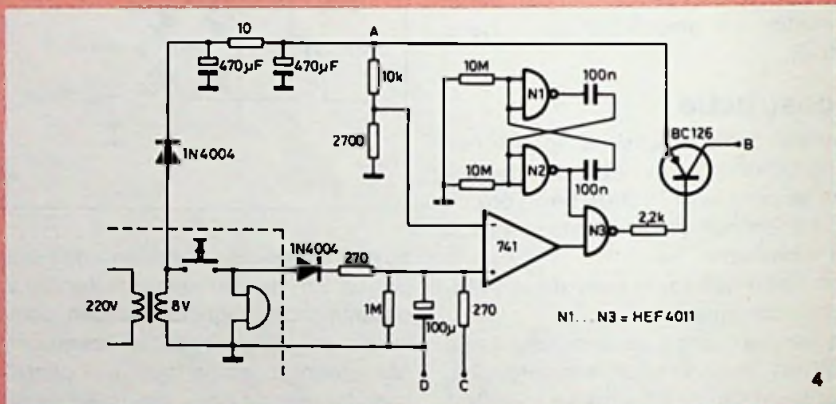 10
A
470µF
470µF
10k
10M
N1
100n
BC126
B
1N4004
2700
10M
N2
100n
N3
2,2k
741
-
+
1N4004
270
220V
8V
1M
100µ
270
N1...N3 = HEF4011
D
C
4